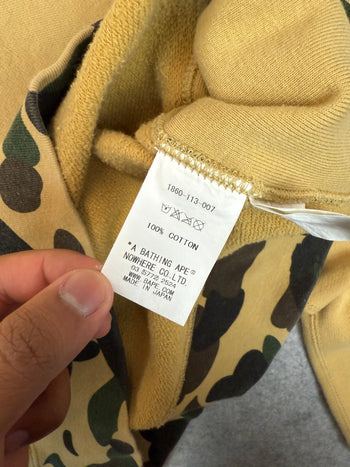 1860-113-007
100% COTTON
*A BATHING APE®
NOWHERE CO.LTD.
03 5772 2524
WWW.BAPE.COM
MADE IN JAPAN